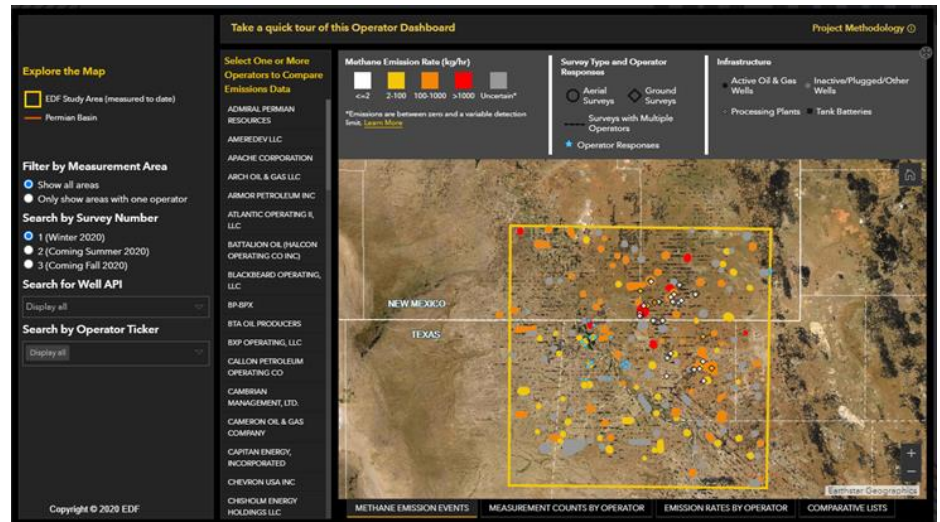 Take a quick tour of this Operator Dashboard
Project Methodology
Explore the Map
EDF Study Area (measured to date)
Permian Basin
Filter by Measurement Area
Show all areas
Only show areas with one operator
Search by Survey Number
1 (Winter 2020)
2 (Coming Summer 2020)
3 (Coming Fall 2020)
Search for Well API
Display all
Search by Operator Ticker
Display all
Copyright © 2020 EDF
Select One or More
Operators to Compare
Emissions Data
ADMIRAL PERMIAN
RESOURCES
AMEREDEV LLC
APACHE CORPORATION
ARCH OIL & GAS LLC
ARMOR PETROLEUM INC
ATLANTIC OPERATING II,
LLC
BATTALION OIL (HALCON
OPERATING CO INC)
BLACKBEARD OPERATING,
LLC
BP-BPX
BTA OIL PRODUCERS
BXP OPERATING, LLC
CALLON PETROLEUM
OPERATING CO
CAMBRIAN
MANAGEMENT, LTD.
CAMERON OIL & GAS
COMPANY
CAPITAN ENERGY,
INCORPORATED
CHEVRON USA INC
CHISHOLM ENERGY
HOLDINGS LLC
Methane Emission Rate (kg/hr)
<=2 2-100 100-1000 >1000 Uncertain*
*Emissions are between zero and a variable detection
limit. Learn More
Survey Type and Operator
Responses
Aerial
Surveys
Ground
Surveys
Surveys with Multiple
Operators
Operator Responses
Infrastructure
Active Oil & Gas
Wells
Inactive/Plugged/Other
Wells
Processing Plants
Tank Batteries
NEW MEXICO
TEXAS
+
−
Earthstar Geographics
METHANE EMISSION EVENTS
MEASUREMENT COUNTS BY OPERATOR
EMISSION RATES BY OPERATOR
COMPARATIVE LISTS